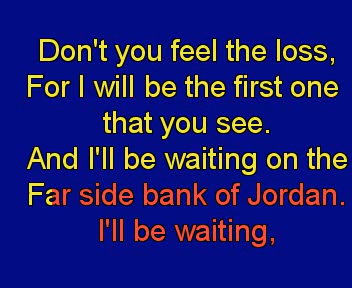 Don't you feel the loss,
For I will be the first one
that you see.
And I'll be waiting on the
Far side bank of Jordan.
I'll be waiting,